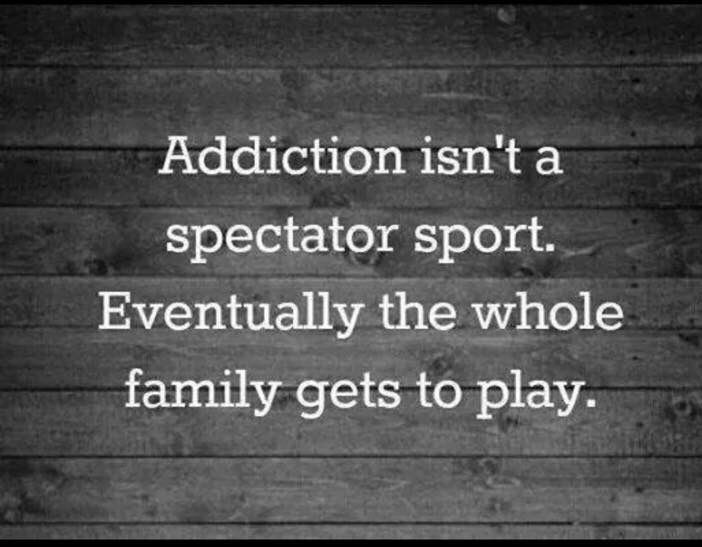 Addiction isn't a
spectator sport.
Eventually the whole
family gets to play.